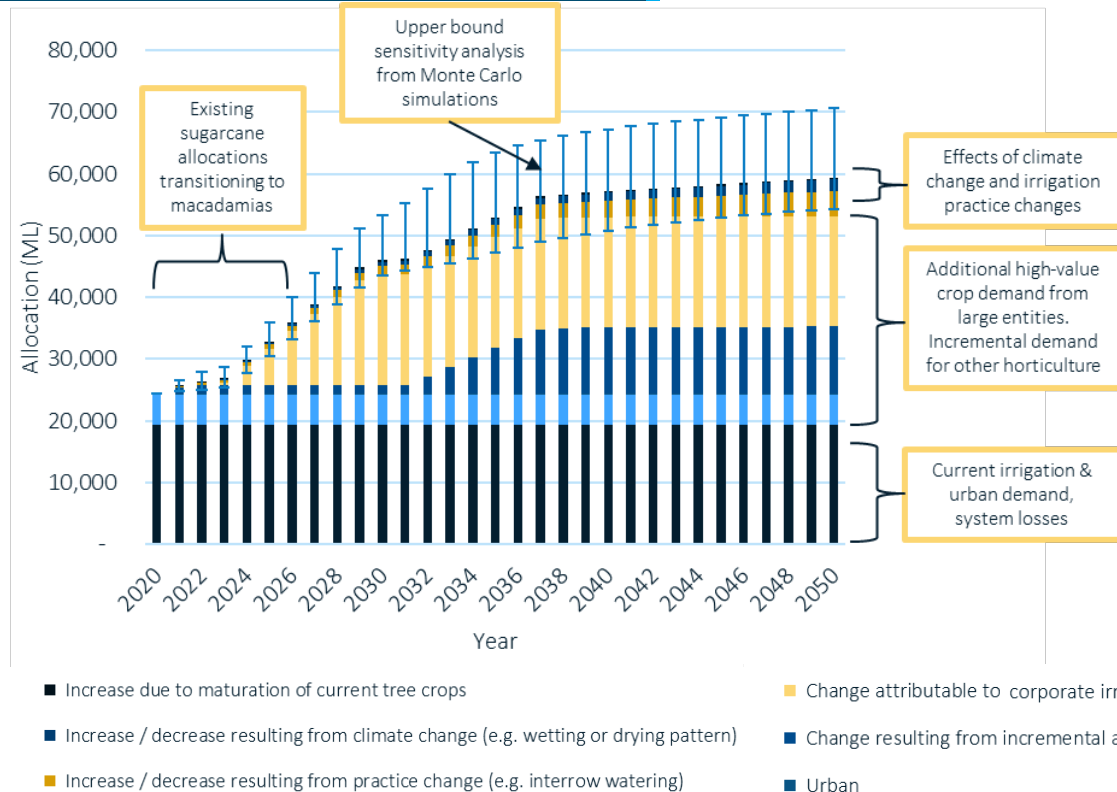 Upper bound
sensitivity analysis
from Monte Carlo
simulations
Existing
sugarcane
allocations
transitioning to
macadamias
Effects of climate
change and irrigation
practice changes
Additional high-value
crop demand from
large entities.
Incremental demand
for other horticulture
Current irrigation &
urban demand,
system losses
Allocation (ML)
80,000
70,000
60,000
50,000
40,000
30,000
20,000
10,000
-
2020
2022
2024
2026
2028
2030
2032
2034
2036
2038
2040
2042
2044
2046
2048
2050
Year
Increase due to maturation of current tree crops
Change attributable to corporate irr
Increase / decrease resulting from climate change (e.g. wetting or drying pattern)
Change resulting from incremental a
Increase / decrease resulting from practice change (e.g. interrow watering)
Urban